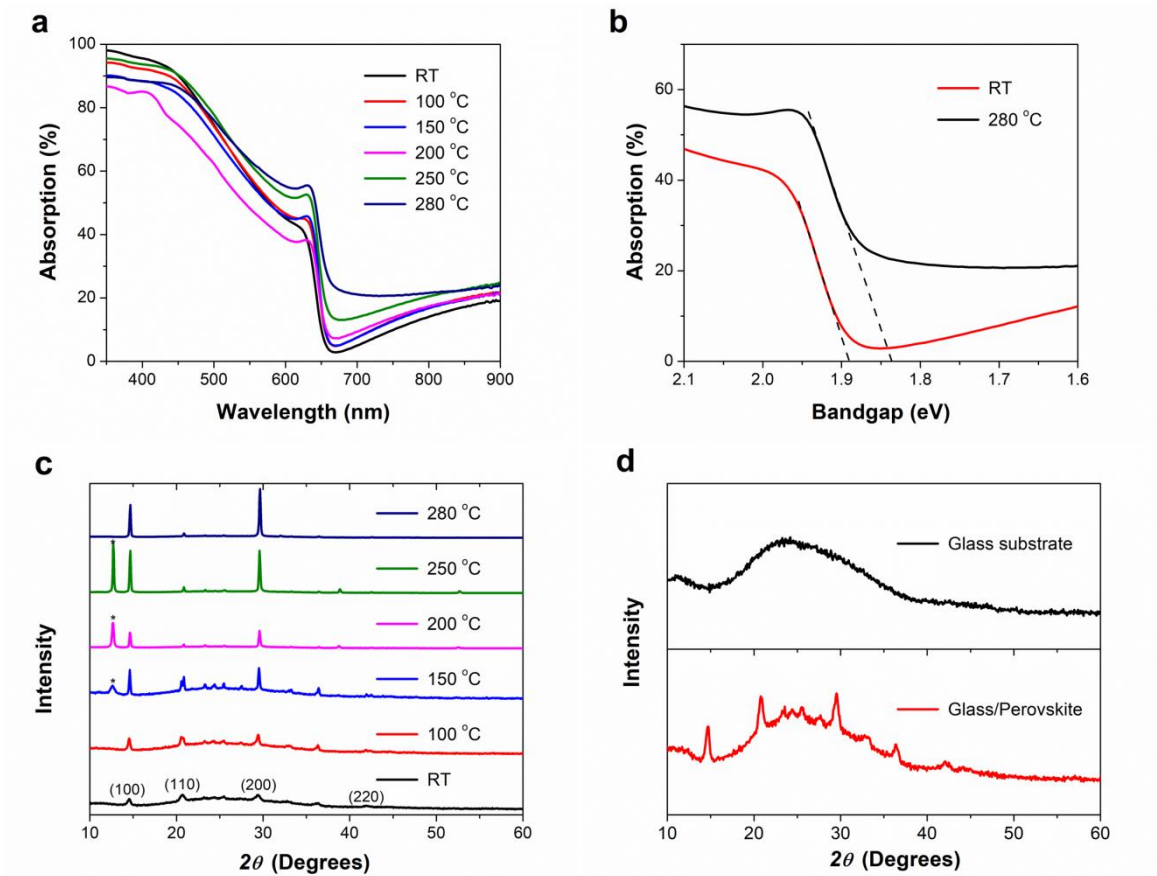 a
100
80
60
40
20
0
Absorption (%)
400 500 600 700 800 900
Wavelength (nm)
RT
100 °C
150 °C
200 °C
250 °C
280 °C
b
60
40
20
0
Absorption (%)
2.1 2.0 1.9 1.8 1.7 1.6
Bandgap (eV)
RT
280 °C
c
Intensity
280 °C
*
250 °C
*
200 °C
*
150 °C
100 °C
RT
(100) (110) (200) (220)
10 20 30 40 50 60
2θ (Degrees)
d
Intensity
Glass substrate
Glass/Perovskite
10 20 30 40 50 60
2θ (Degrees)